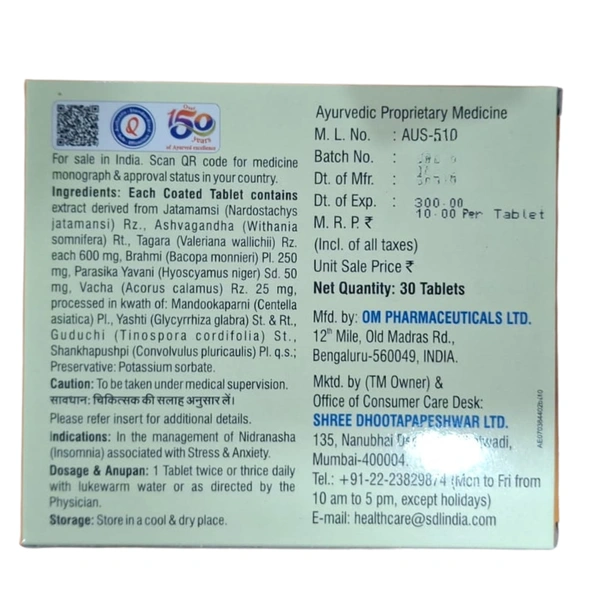 150
Years
of Ayurved excellence
For sale in India. Scan QR code for medicine
monograph & approval status in your country.
Ingredients: Each Coated Tablet contains
extract derived from Jatamamsi (Nardostachys
jatamansi) Rz., Ashvagandha (Withania
somnifera) Rt., Tagara (Valeriana wallichii) Rz.
each 600 mg, Brahmi (Bacopa monnieri) Pl. 250
mg, Parasika Yavani (Hyoscyamus niger) Sd. 50
mg, Vacha (Acorus calamus) Rz. 25 mg,
processed in kwath of: Mandookaparni (Centella
asiatica) Pl., Yashti (Glycyrrhiza glabra) St. & Rt.,
Guduchi (Tinospora cordifolia) St.,
Shankhapushpi (Convolvulus pluricaulis) Pl. q.s.;
Preservative: Potassium sorbate.
Caution: To be taken under medical supervision.
सावधान: चिकित्सक की सलाह अनुसार लें।
Please refer insert for additional details.
Indications: In the management of Nidranasha
(Insomnia) associated with Stress & Anxiety.
Dosage & Anupan: 1 Tablet twice or thrice daily
with lukewarm water or as directed by the
Physician.
Storage: Store in a cool & dry place.
Ayurvedic Proprietary Medicine
M. L. No. : AUS-510
Batch No. :
Dt. of Mfr. :
Dt. of Exp. :
300.00
M. R. P. ₹
10.00 Per Tablet
(Incl. of all taxes)
Unit Sale Price ₹
Net Quantity: 30 Tablets
Mfd. by: OM PHARMACEUTICALS LTD.
12th Mile, Old Madras Rd.,
Bengaluru-560049, INDIA.
Mktd. by (TM Owner) &
Office of Consumer Care Desk:
SHREE DHOOTAPAPESHWAR LTD.
135, Nanubhai
Mumbai-400004.
Tel.: +91-22-23829874 (Mon to Fri from
10 am to 5 pm, except holidays)
E-mail: healthcare@sdlindia.com